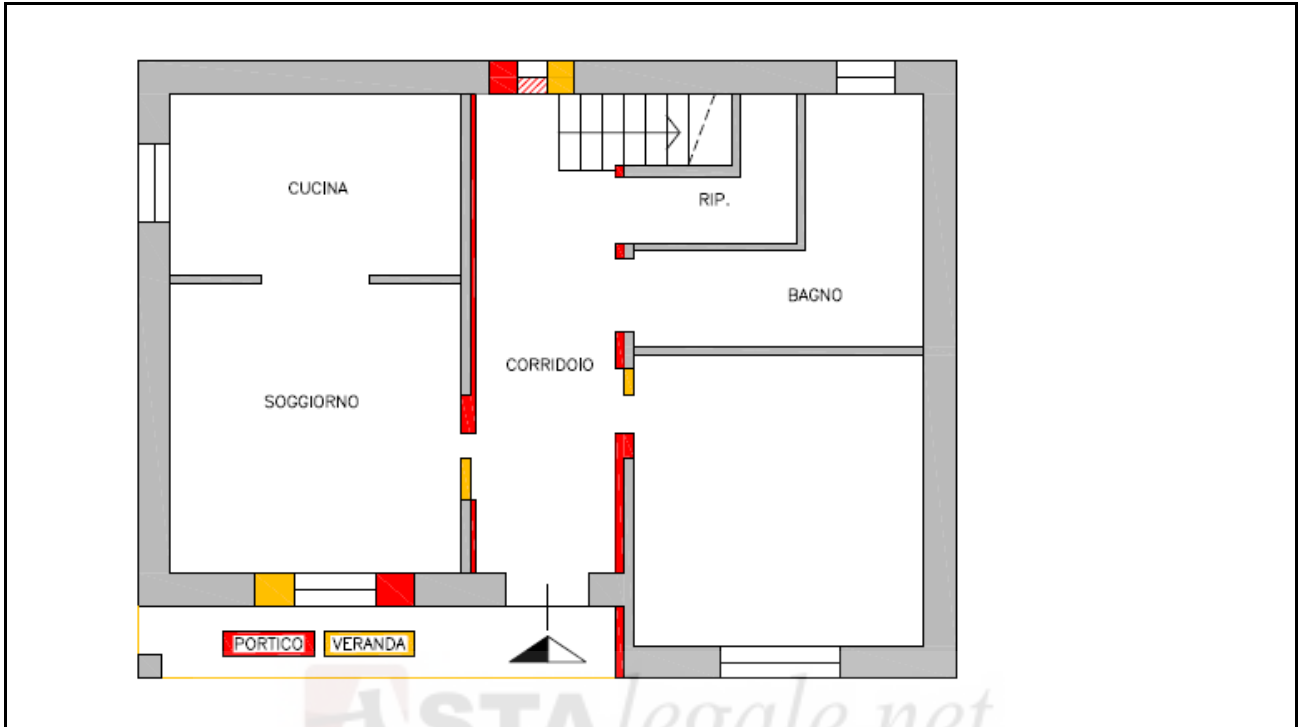 CUCINA
RIP.
BAGNO
CORRIDOIO
SOGGIORNO
PORTICO VERANDA
ASTAlegale.net